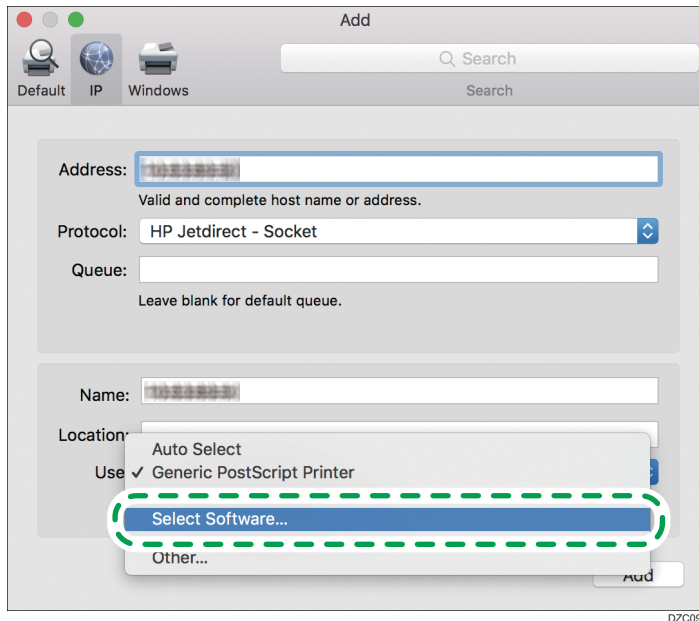 Add
Search
Default IP Windows Search
Address:
Valid and complete host name or address.
Protocol: HP Jetdirect - Socket
Queue:
Leave blank for default queue.
Name:
Location:
Auto Select
Use ✓ Generic PostScript Printer
Select Software...
Other...
Add